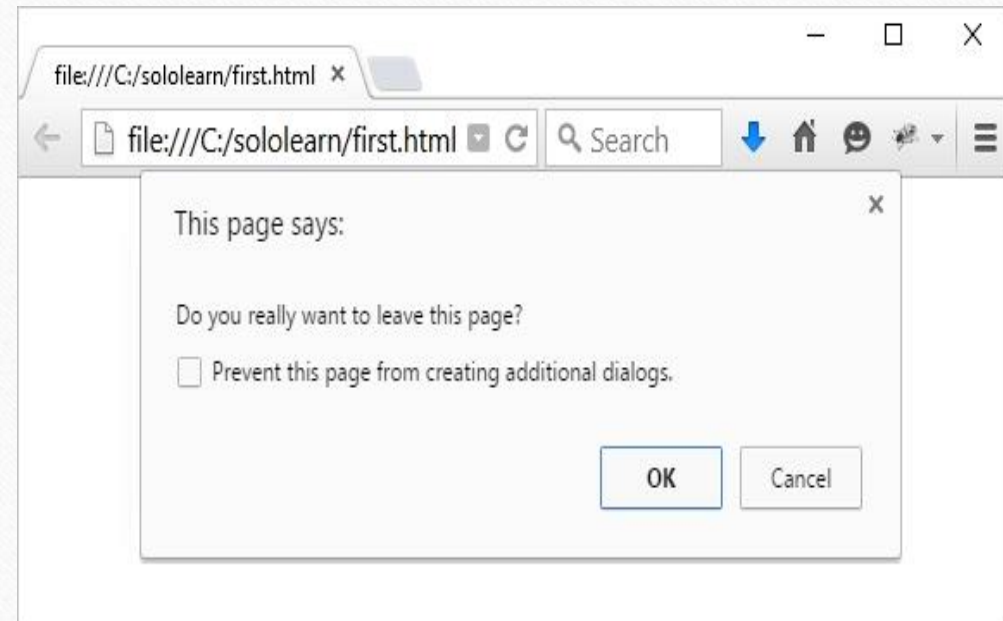 file:///C:/sololearn/first.html ×
file:///C:/sololearn/first.html Search
This page says:
Do you really want to leave this page?
Prevent this page from creating additional dialogs.
OK Cancel